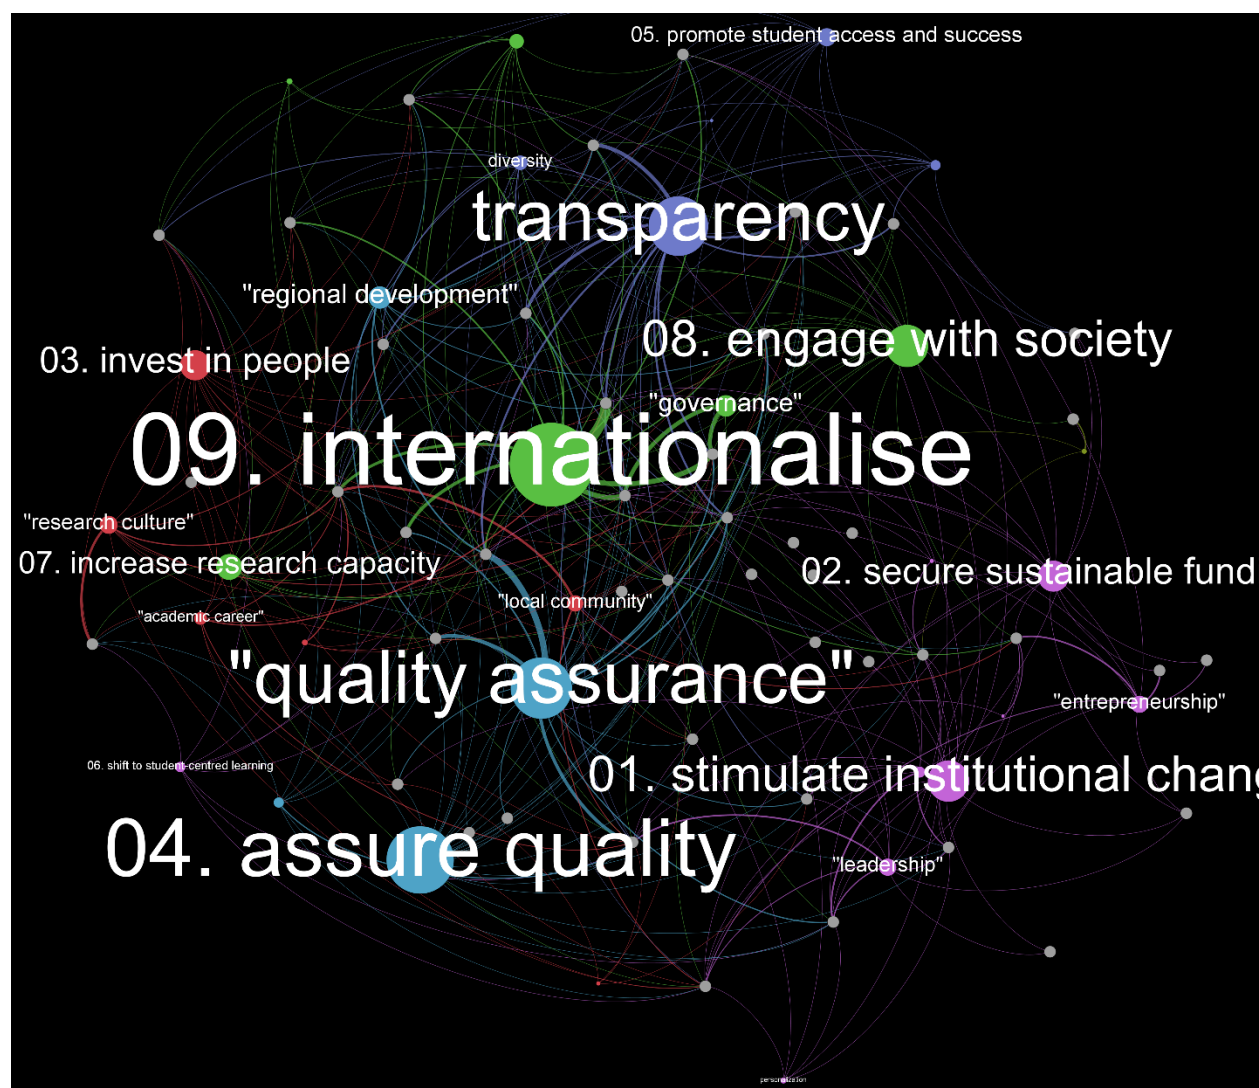 05. promote student access and success
diversity
transparency
"regional development"
08. engage with society
03. invest in people
"governance"
09. internationalise
"research culture"
07. increase research capacity
02. secure sustainable fund
"local community"
"academic career"
"quality assurance"
"entrepreneurship"
06. shift to student-centred learning
01. stimulate institutional chang
04. assure quality
"leadership"
personalization